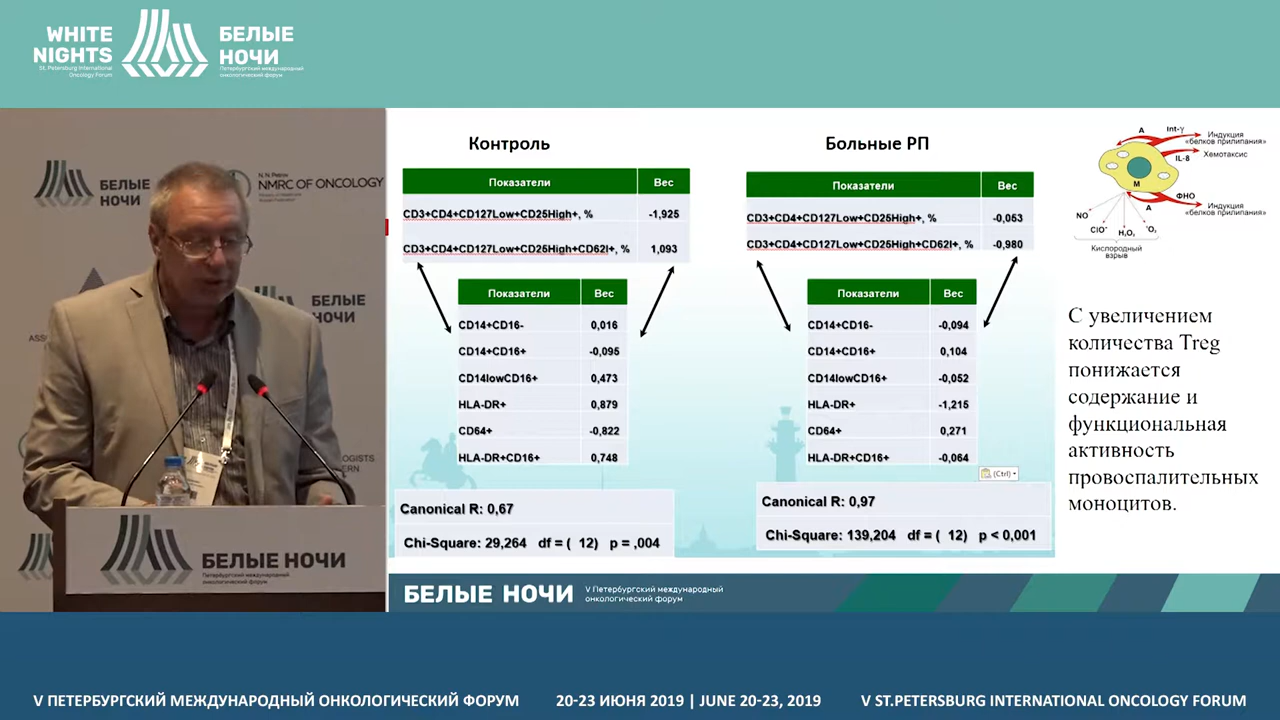 WHITE
NIGHTS
St. Petersburg International
Oncology Forum
БЕЛЫЕ
НОЧИ
Петербургский международный
онкологический форум
БЕЛЫЕ
НОЧИ
N.N.Petrov
NMRC OF ONCOLOGY
БЕЛЫЕ
НОЧИ
БЕЛЫЕ НОЧИ
Петербургский международный
онкологический форум
Контроль
Показатели Вес
CD3+CD4+CD127Low+CD25High+, % -1,925
CD3+CD4+CD127Low+CD25High+CD62l+, % 1,093
Показатели Вес
CD14+CD16- 0,016
CD14+CD16+ -0,095
CD14lowCD16+ 0,473
HLA-DR+ 0,879
CD64+ -0,822
HLA-DR+CD16+ 0,748
Canonical R: 0,67
Chi-Square: 29,264 df = ( 12) p = ,004
Больные РП
Показатели Вес
CD3+CD4+CD127Low+CD25High+, % -0,053
CD3+CD4+CD127Low+CD25High+CD62l+, % -0,980
Показатели Вес
CD14+CD16- -0,094
CD14+CD16+ 0,104
CD14lowCD16+ -0,052
HLA-DR+ -1,215
CD64+ 0,271
HLA-DR+CD16+ -0,064
(Ctrl)
Canonical R: 0,97
Chi-Square: 139,204 df = ( 12) p < 0,001
А Int-γ
Индукция
«белков прилипания»
IL-8
Хемотаксис
М
ФНО
А
Индукция
«белков прилипания»
NO
ClO⁻
H₂O₂
⁻O₂
Кислородный
взрыв
С увеличением
количества Treg
понижается
содержание и
функциональная
активность
провоспалительных
моноцитов.
БЕЛЫЕ НОЧИ
V Петербургский международный
онкологический форум
V ПЕТЕРБУРГСКИЙ МЕЖДУНАРОДНЫЙ ОНКОЛОГИЧЕСКИЙ ФОРУМ 20-23 ИЮНЯ 2019 | JUNE 20-23, 2019 V ST.PETERSBURG INTERNATIONAL ONCOLOGY FORUM